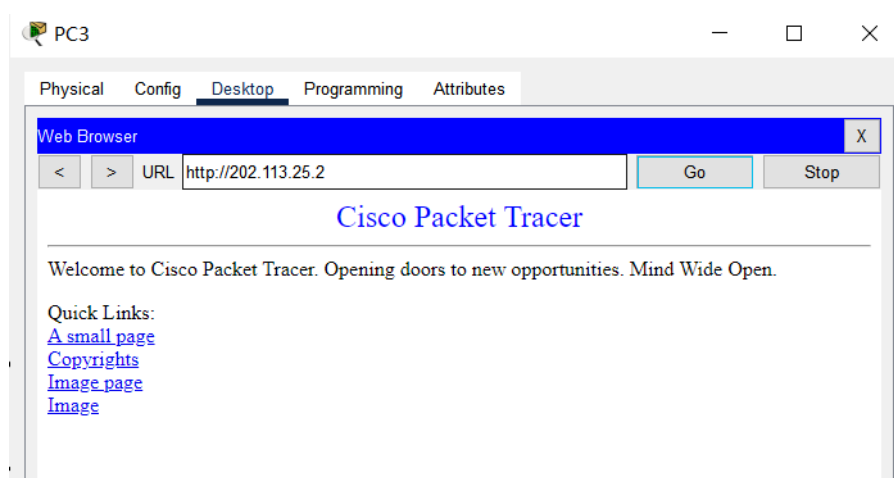 PC3
Physical Config Desktop Programming Attributes
Web Browser X
< > URL http://202.113.25.2 Go Stop
Cisco Packet Tracer
Welcome to Cisco Packet Tracer. Opening doors to new opportunities. Mind Wide Open.
Quick Links:
A small page
Copyrights
Image page
Image